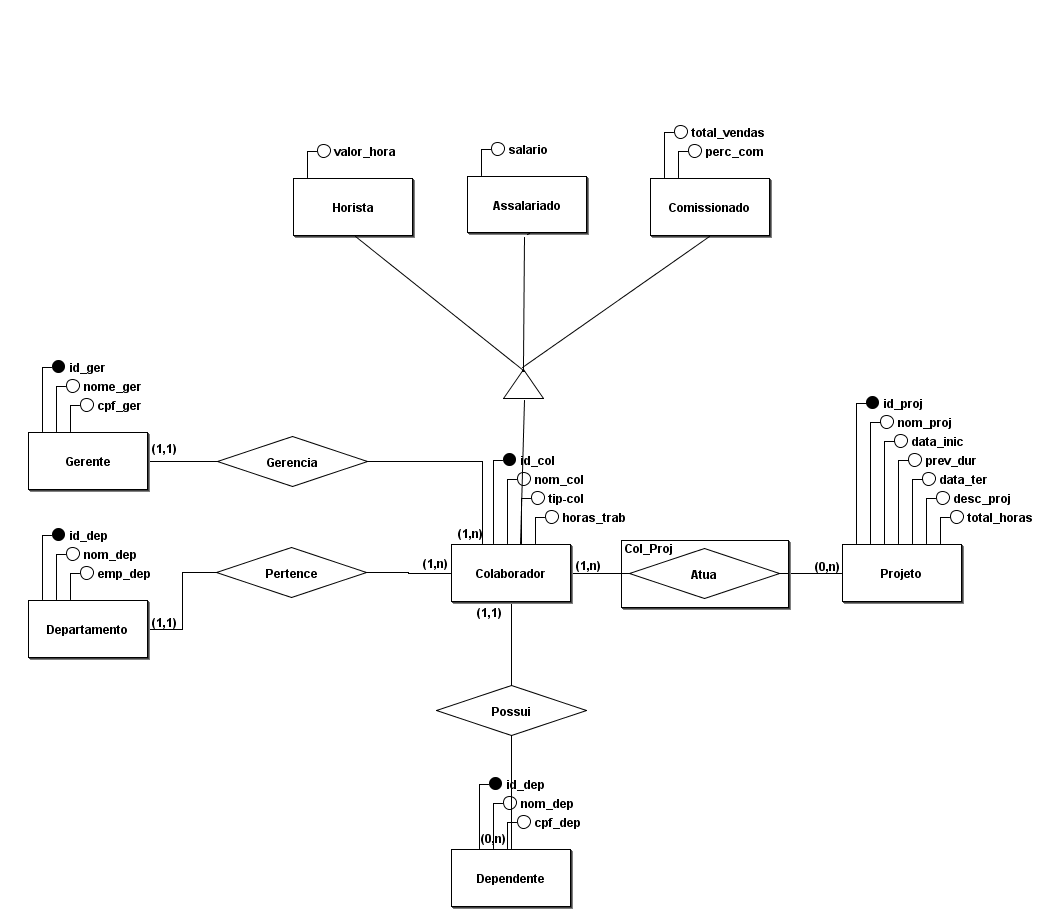 total_vendas
valor_hora
salario
perc_com
Horista
Assalariado
Comissionado
id_ger
nome_ger
cpf_ger
(1,1)
Gerente
Gerencia
id_col
nom_col
tip-col
horas_trab
(1,n)
id_proj
nom_proj
data_inic
prev_dur
data_ter
desc_proj
total_horas
id_dep
nom_dep
emp_dep
Departamento
(1,1)
Pertence
(1,n)
Colaborador
(1,n)
Col_Proj
Atua
(0,n)
Projeto
(1,1)
Possui
id_dep
nom_dep
cpf_dep
(0,n)
Dependente